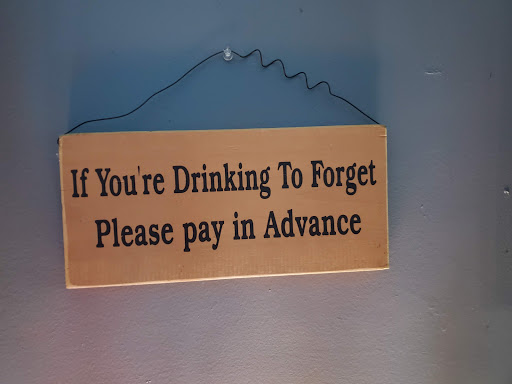 If You're Drinking To Forget
Please pay in Advance